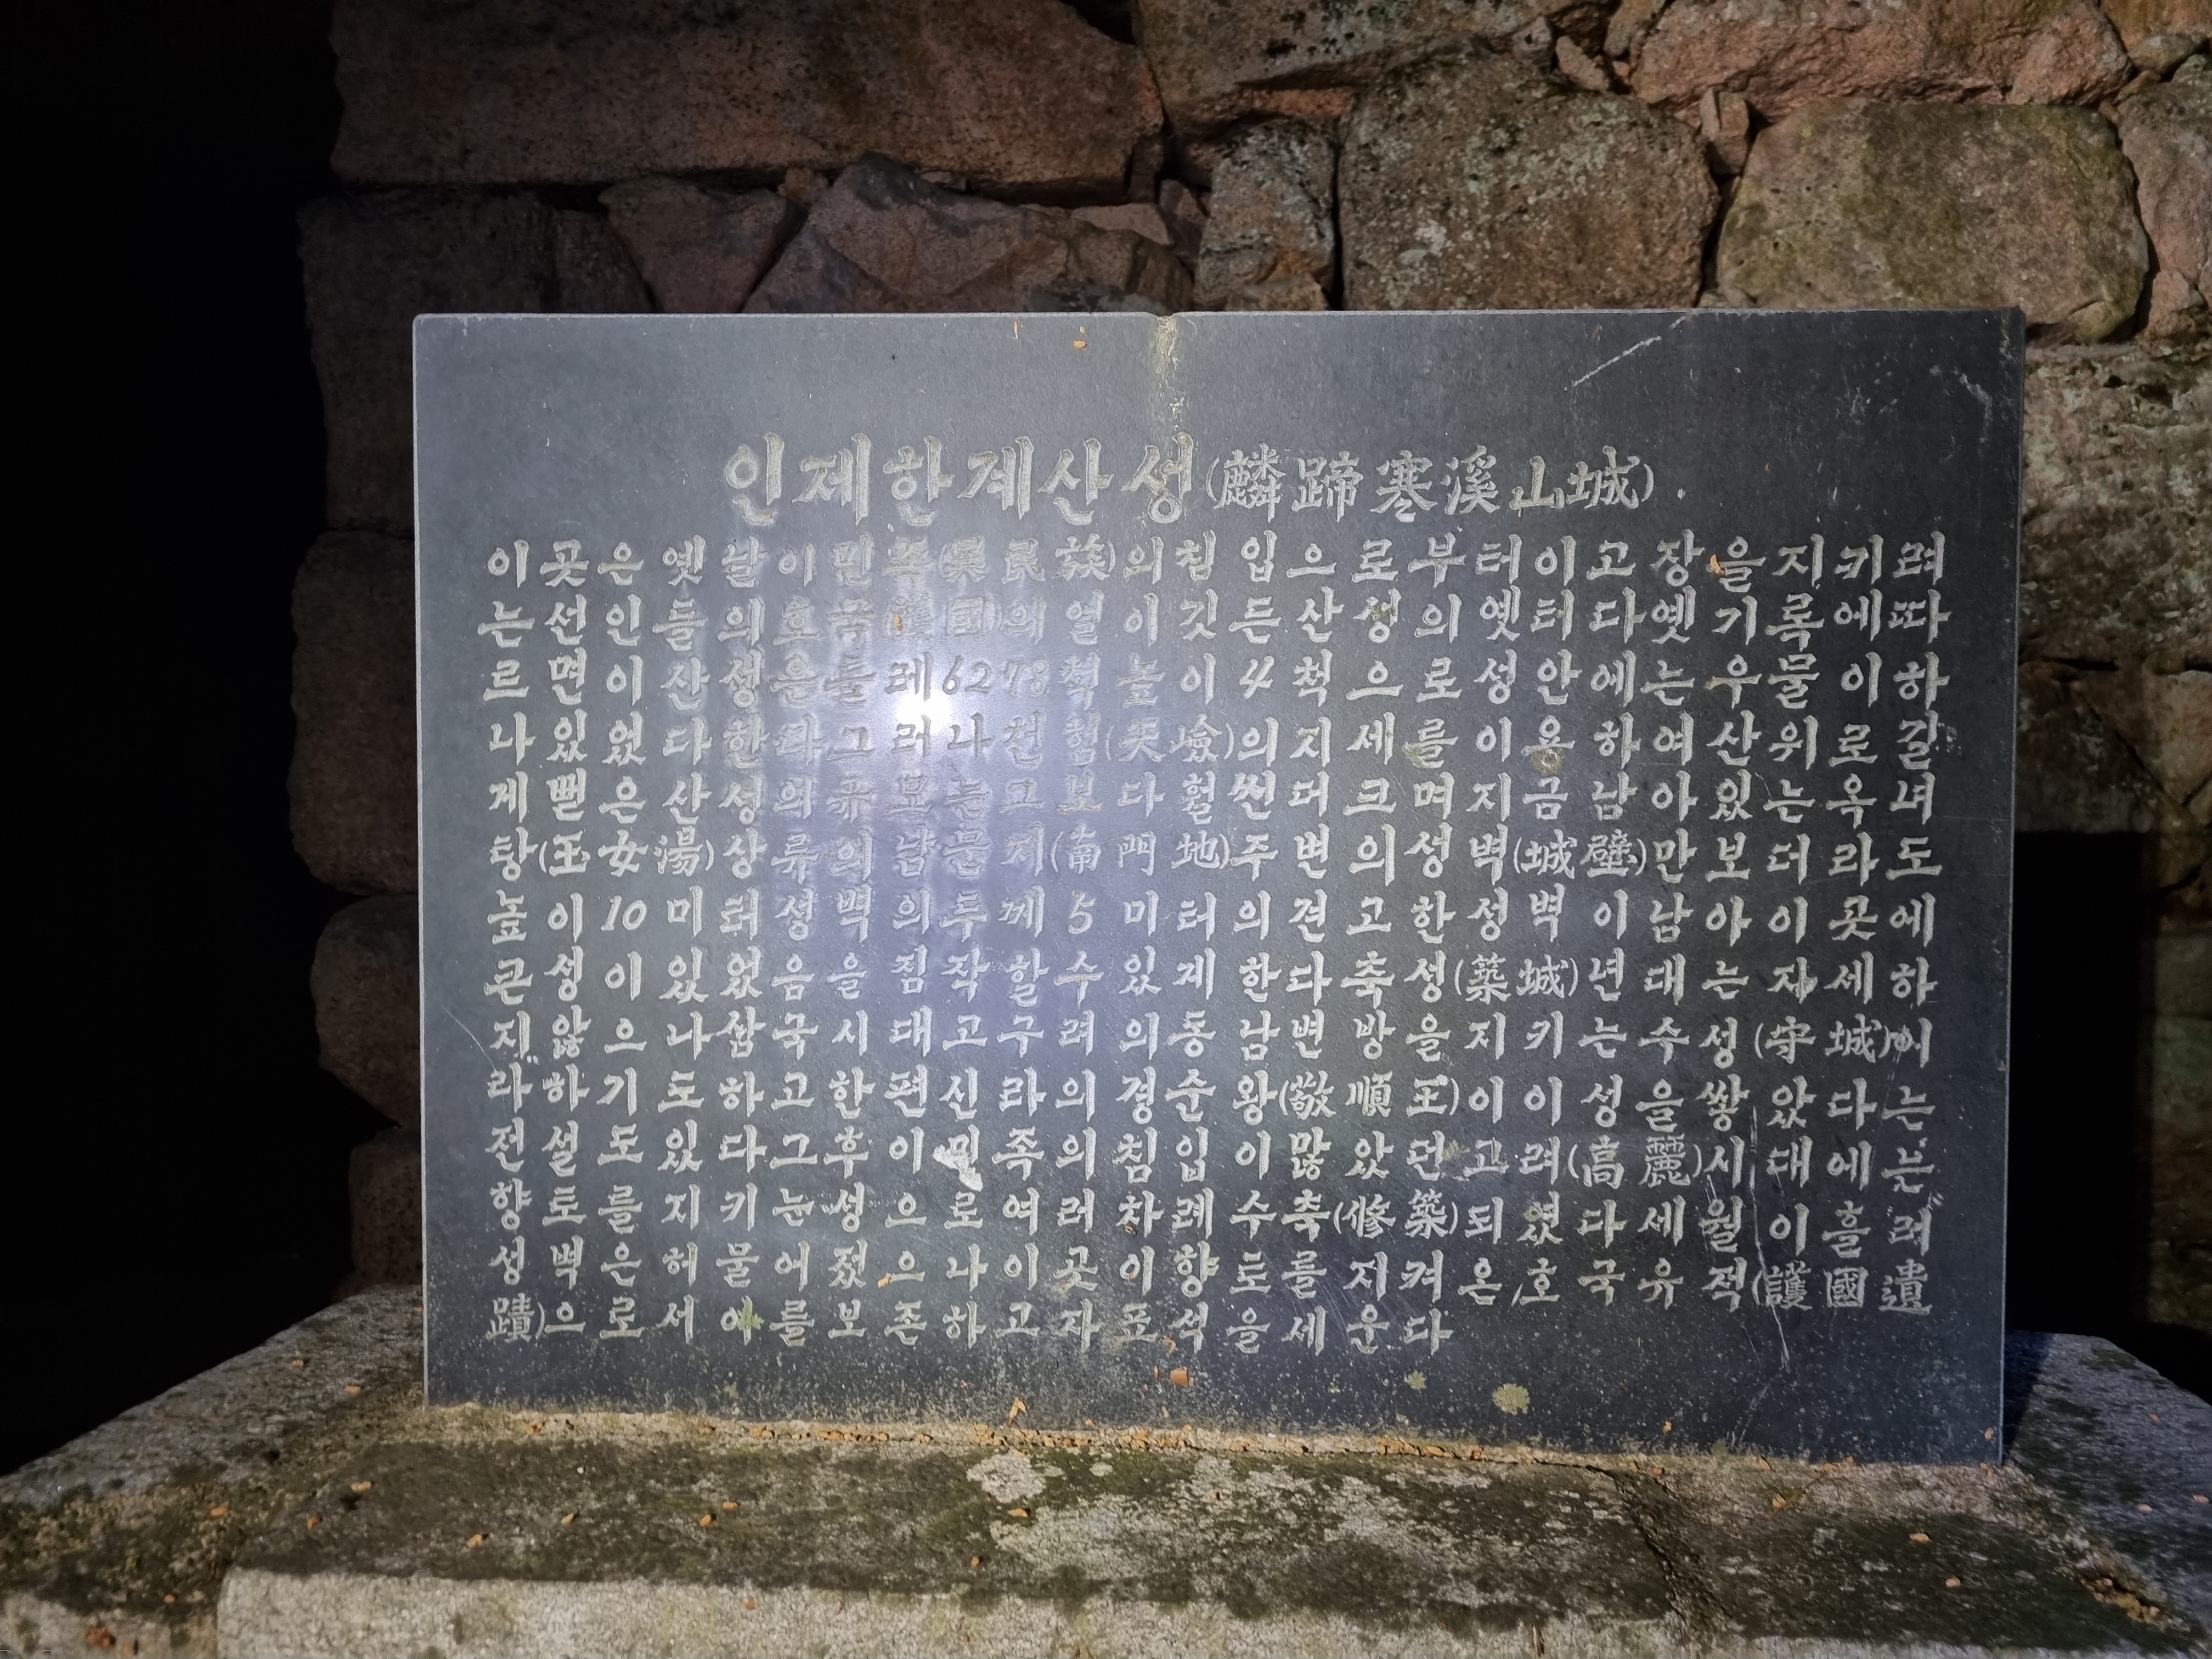 인제한계산성(麟蹄寒溪山城)
이곳은옛날이민족(異民族)의침입으로부터이고장을지키려
는선인들의호국(護國)의얼이깃든산성의옛터다옛기록에따
르면이산성은둘레6278척높이4척으로성안에는우물이하
나있었다한다그러나천험(天嶮)의지세를이용하여산위로길
게뻗은산성의규모는그보다훨씬더크며지금남아있는옥녀
탕(玉女湯)상류의남문지(南門地)주변의성벽(城壁)만보더라도
높이10미터성벽의두께5미터의견고한성벽이남아이곳에
큰성이있었음을짐작할수있게한다축성(築城)년대는자세하
지않으나삼국시대고구려의동남변방을지키는수성(守城)이
라하기도하고한편신라의경순왕(敬順王)이이성을쌓았다는
전설도있다그후이민족의침입이많았던고려(高麗)시대에는
향토를지키는성으로여러차례수축(修築)되였다세월이흘러
성벽은허물어졌으나이곳이향토를지켜온호국유적(護國遺
蹟)으로서이를보존하고자표석을세운다